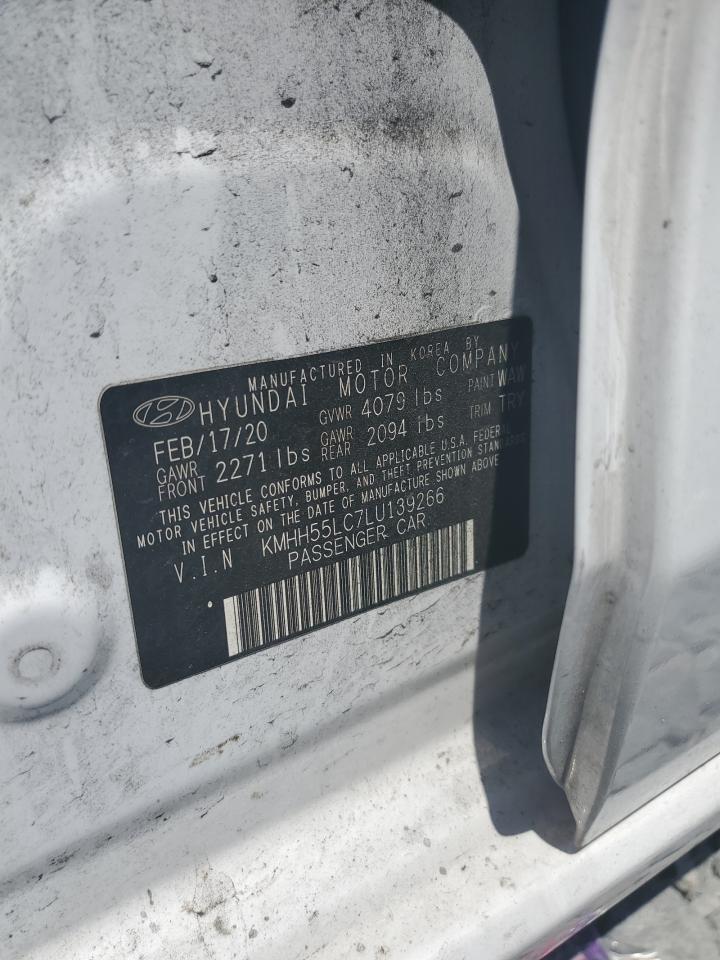 MANUFACTURED IN KOREA BY
HYUNDAI MOTOR COMPANY
FEB/17/20 GVWR 4079 lbs PAINT WAW
GAWR FRONT 2271 lbs GAWR REAR 2094 lbs TRIM TRY
THIS VEHICLE CONFORMS TO ALL APPLICABLE U.S.A. FEDERAL
MOTOR VEHICLE SAFETY, BUMPER, AND THEFT PREVENTION STANDARDS
IN EFFECT ON THE DATE OF MANUFACTURE SHOWN ABOVE
V.I.N KMHH55LC7LU139266
PASSENGER CAR